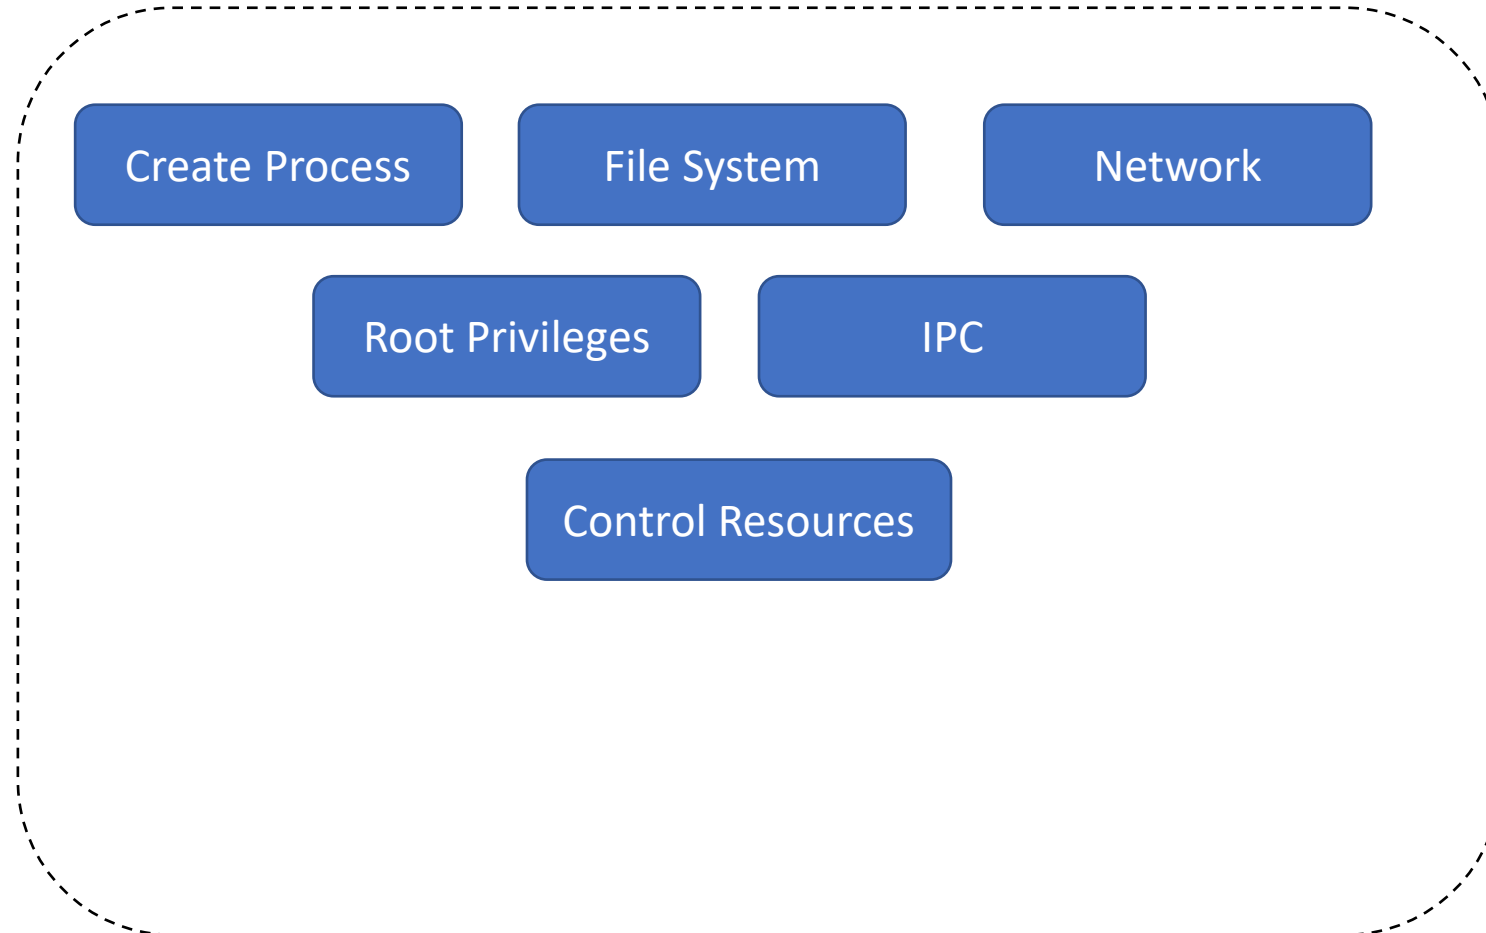 Create Process
File System
Network
Root Privileges
IPC
Control Resources